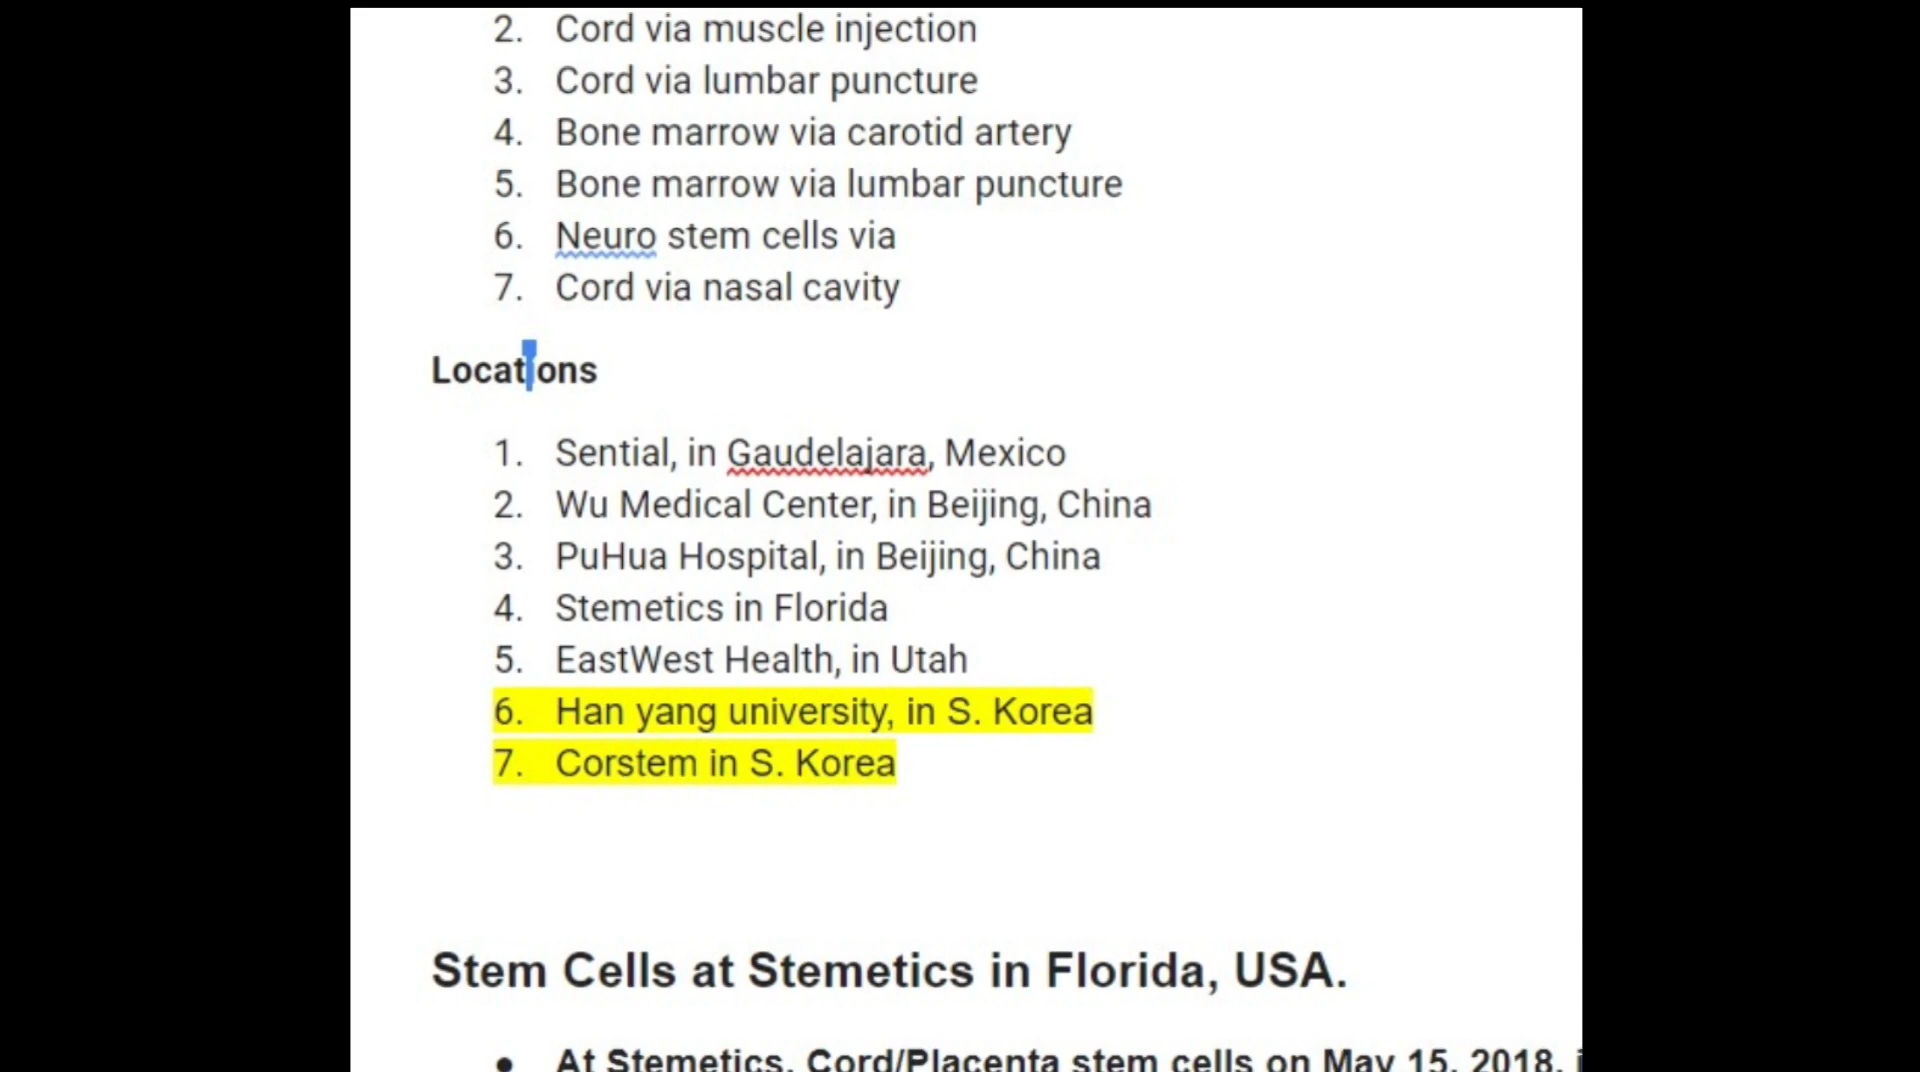 2. Cord via muscle injection
3. Cord via lumbar puncture
4. Bone marrow via carotid artery
5. Bone marrow via lumbar puncture
6. Neuro stem cells via
7. Cord via nasal cavity
Locations
1. Sential, in Gaudelajara, Mexico
2. Wu Medical Center, in Beijing, China
3. PuHua Hospital, in Beijing, China
4. Stemetics in Florida
5. EastWest Health, in Utah
6. Han yang university, in S. Korea
7. Corstem in S. Korea
Stem Cells at Stemetics in Florida, USA.
● At Stemetics, Cord/Placenta stem cells on May 15, 2018,